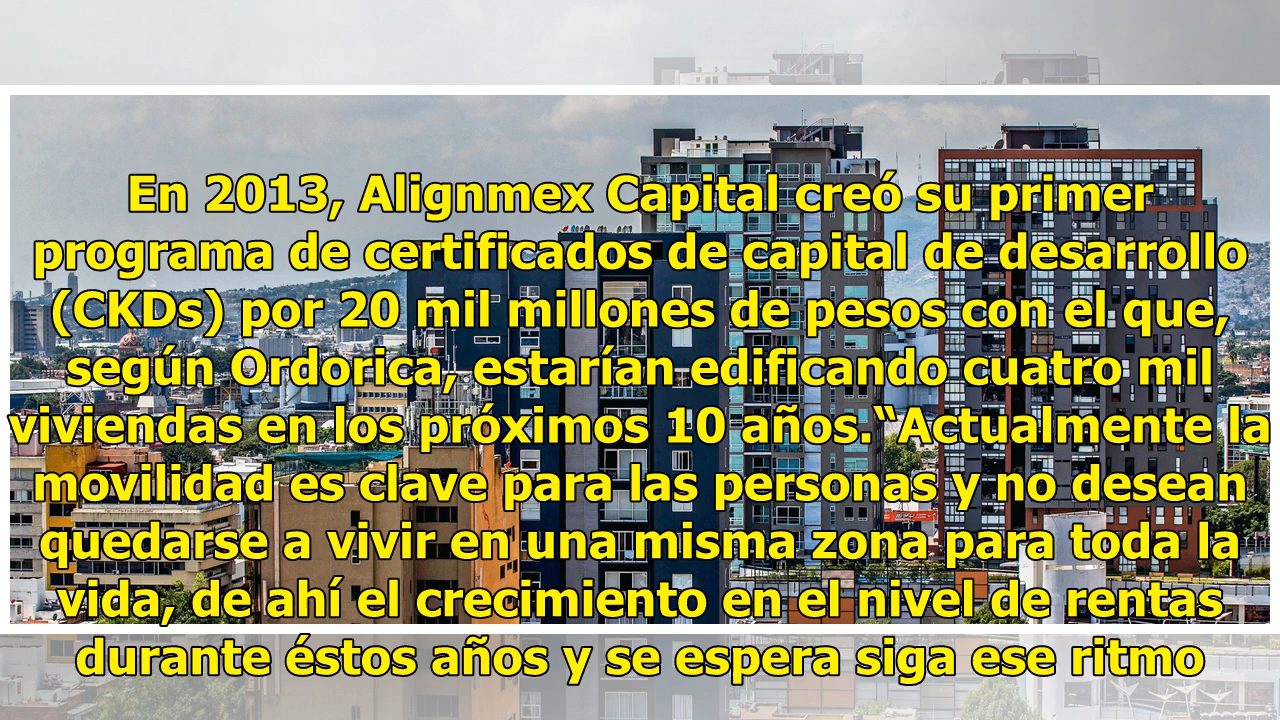 En 2013, Alignmex Capital creó su primer
programa de certificados de capital de desarrollo
(CKDs) por 20 mil millones de pesos con el que,
según Ordorica, estarían edificando cuatro mil
viviendas en los próximos 10 años.“Actualmente la
movilidad es clave para las personas y no desean
quedarse a vivir en una misma zona para toda la
vida, de ahí el crecimiento en el nivel de rentas
durante éstos años y se espera siga ese ritmo